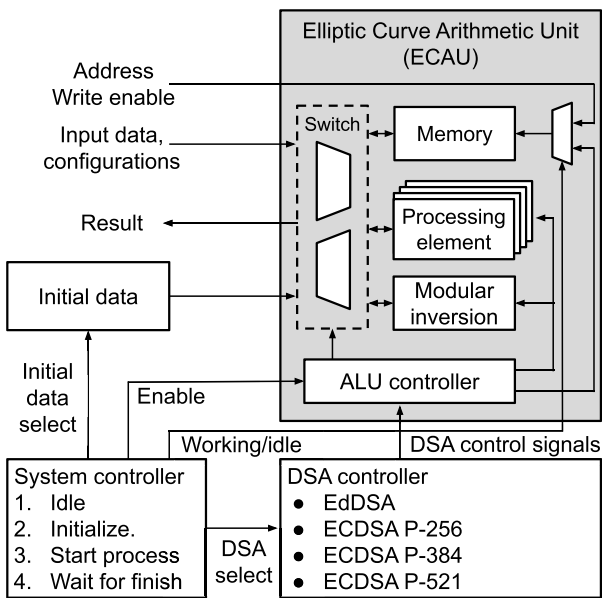 Elliptic Curve Arithmetic Unit
(ECAU)
Address
Write enable
Input data,
configurations
Result
Switch
Memory
Processing
element
Modular
inversion
Initial data
ALU controller
Initial
data
select
Enable
Working/idle
DSA control signals
System controller
1. Idle
2. Initialize.
3. Start process
4. Wait for finish
DSA
select
DSA controller
● EdDSA
● ECDSA P-256
● ECDSA P-384
● ECDSA P-521